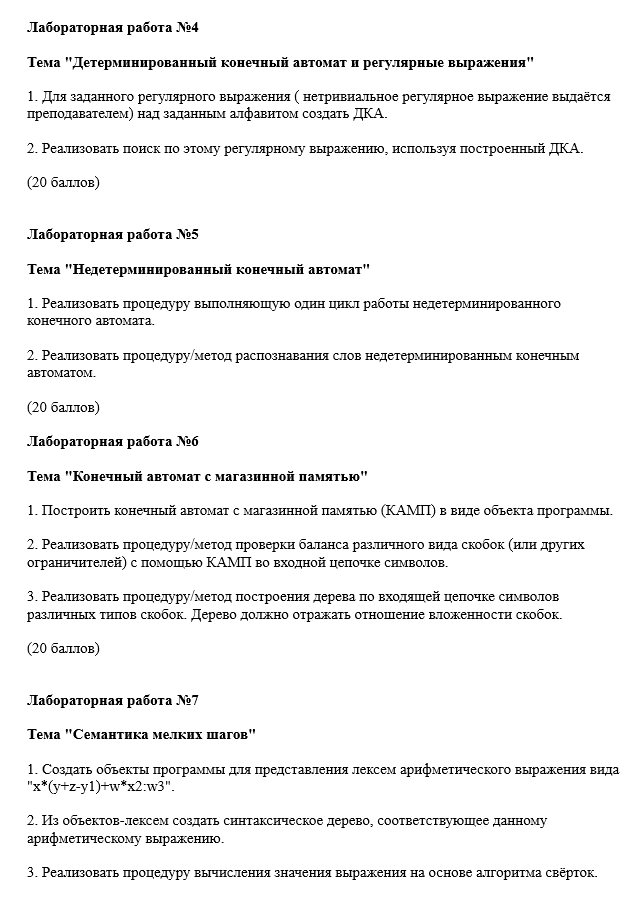 Лабораторная работа №4
Тема "Детерминированный конечный автомат и регулярные выражения"
1. Для заданного регулярного выражения ( нетривиальное регулярное выражение выдаётся
преподавателем) над заданным алфавитом создать ДКА.
2. Реализовать поиск по этому регулярному выражению, используя построенный ДКА.
(20 баллов)
Лабораторная работа №5
Тема "Недетерминированный конечный автомат"
1. Реализовать процедуру выполняющую один цикл работы недетерминированного
конечного автомата.
2. Реализовать процедуру/метод распознавания слов недетерминированным конечным
автоматом.
(20 баллов)
Лабораторная работа №6
Тема "Конечный автомат с магазинной памятью"
1. Построить конечный автомат с магазинной памятью (КАМП) в виде объекта программы.
2. Реализовать процедуру/метод проверки баланса различного вида скобок (или других
ограничителей) с помощью КАМП во входной цепочке символов.
3. Реализовать процедуру/метод построения дерева по входящей цепочке символов
различных типов скобок. Дерево должно отражать отношение вложенности скобок.
(20 баллов)
Лабораторная работа №7
Тема "Семантика мелких шагов"
1. Создать объекты программы для представления лексем арифметического выражения вида
"x*(y+z-y1)+w*x2:w3".
2. Из объектов-лексем создать синтаксическое дерево, соответствующее данному
арифметическому выражению.
3. Реализовать процедуру вычисления значения выражения на основе алгоритма свёрток.